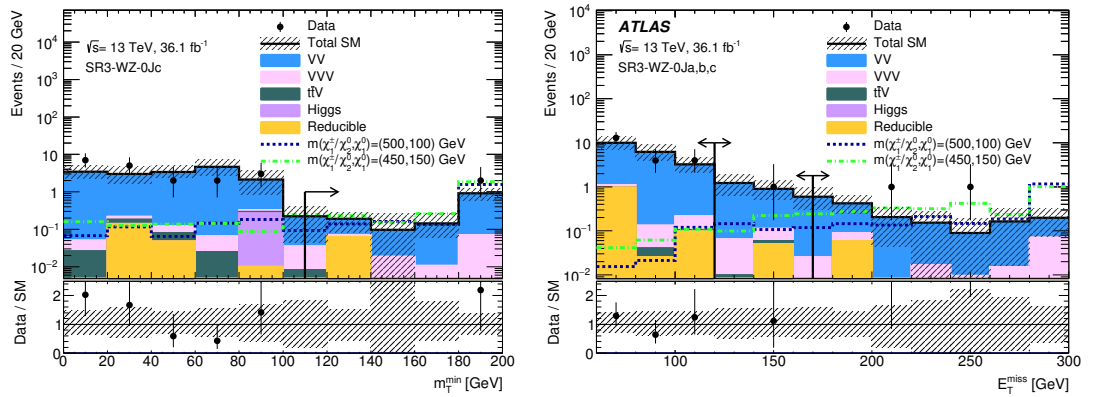 Events / 20 GeV
10⁴
10³
10²
10
1
10⁻¹
10⁻²
√s= 13 TeV, 36.1 fb⁻¹
SR3-WZ-0Jc
Data
Total SM
VV
VVV
tt̄V
Higgs
Reducible
m(χ̃₁±/χ̃₂⁰,χ̃₁⁰)=(500,100) GeV
m(χ̃₁±/χ̃₂⁰,χ̃₁⁰)=(450,150) GeV
Data / SM
2
1
0
0 20 40 60 80 100 120 140 160 180 200
m_T^min [GeV]
Events / 20 GeV
10⁴
10³
10²
10
1
10⁻¹
10⁻²
ATLAS
√s= 13 TeV, 36.1 fb⁻¹
SR3-WZ-0Ja,b,c
Data
Total SM
VV
VVV
tt̄V
Higgs
Reducible
m(χ̃₁±/χ̃₂⁰,χ̃₁⁰)=(500,100) GeV
m(χ̃₁±/χ̃₂⁰,χ̃₁⁰)=(450,150) GeV
Data / SM
2
1
0
100 150 200 250 300
E_T^miss [GeV]